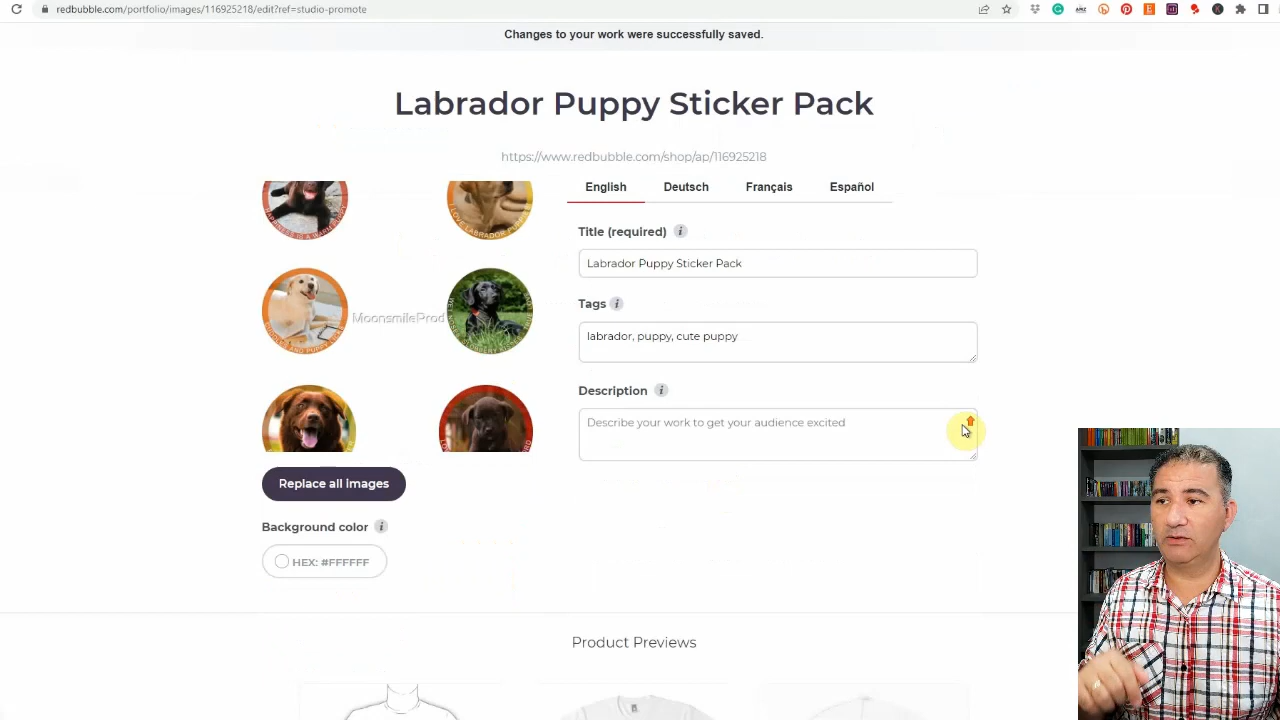 redbubble.com/portfolio/images/116925218/edit?ref=studio-promote
Changes to your work were successfully saved.
Labrador Puppy Sticker Pack
https://www.redbubble.com/shop/ap/116925218
English Deutsch Français Español
Title (required) i
Labrador Puppy Sticker Pack
Tags i
labrador, puppy, cute puppy
MoonsmileProd
Description i
Describe your work to get your audience excited
Replace all images
Background color i
HEX: #FFFFFF
Product Previews